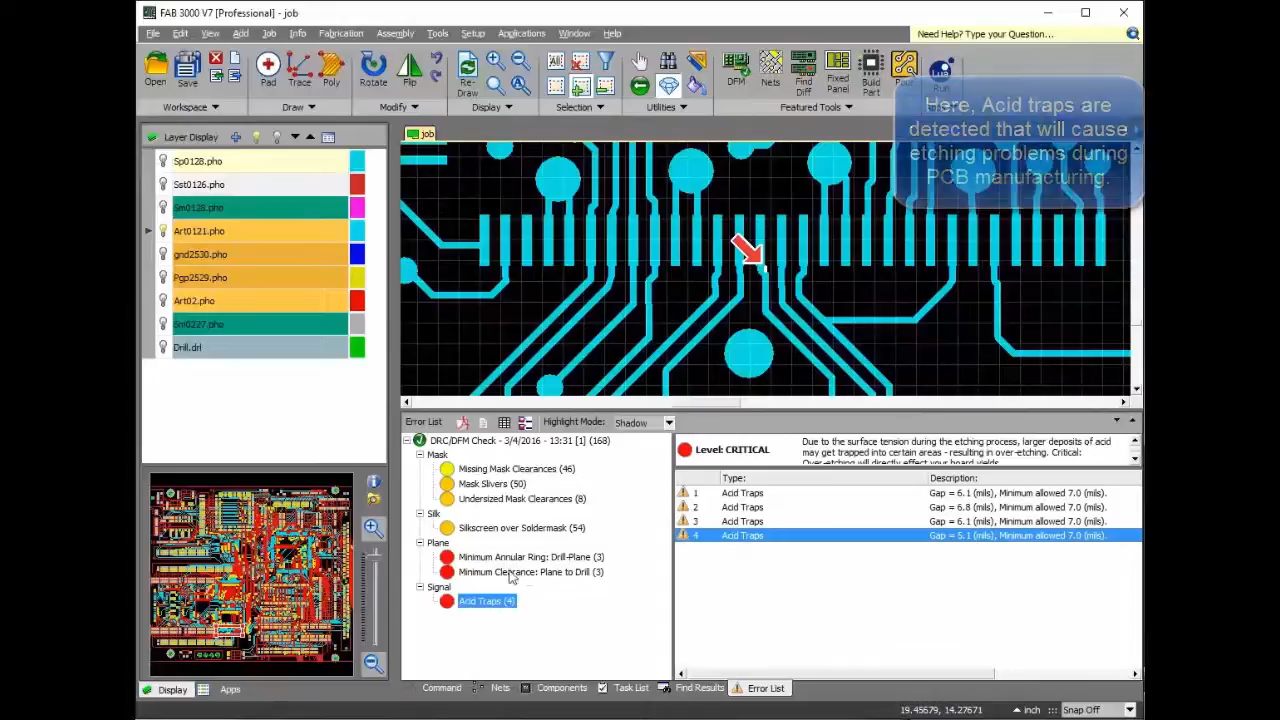 FAB 3000 V7 [Professional] - job
File Edit View Add Job Info Fabrication Assembly Tools Setup Applications Window Help
Need Help? Type your Question...
Open Save Pad Trace Poly Rotate Flip Re-Draw DFM Nets Find Diff Fixed Panel Build Part Pour Run
Lua
Workspace Draw Modify Display Selection Utilities Featured Tools
Here, Acid traps are
detected that will cause
etching problems during
PCB manufacturing.
Layer Display
job
Sp0128.pho
Sst0126.pho
Sm0128.pho
Art0121.pho
gnd2530.pho
Pgp2529.pho
Art02.pho
Sm0227.pho
Drill.drl
Error List Highlight Mode: Shadow
DRC/DFM Check - 3/4/2016 - 13:31 [1] (168)
Mask
Missing Mask Clearances (46)
Mask Slivers (50)
Undersized Mask Clearances (8)
Silk
Silkscreen over Soldermask (54)
Plane
Minimum Annular Ring: Drill-Plane (3)
Minimum Clearance: Plane to Drill (3)
Signal
Acid Traps (4)
Level: CRITICAL
Due to the surface tension during the etching process, larger deposits of acid
may get trapped into certain areas - resulting in over-etching. Critical:
Over-etching will directly effect your board yields.
Type: Description:
1 Acid Traps Gap = 6.1 (mils), Minimum allowed 7.0 (mils).
2 Acid Traps Gap = 6.8 (mils), Minimum allowed 7.0 (mils).
3 Acid Traps Gap = 6.1 (mils), Minimum allowed 7.0 (mils).
4 Acid Traps Gap = 5.1 (mils), Minimum allowed 7.0 (mils).
Display Apps
Command Nets Components Task List Find Results Error List
19.45679, 14.27671 inch Snap Off